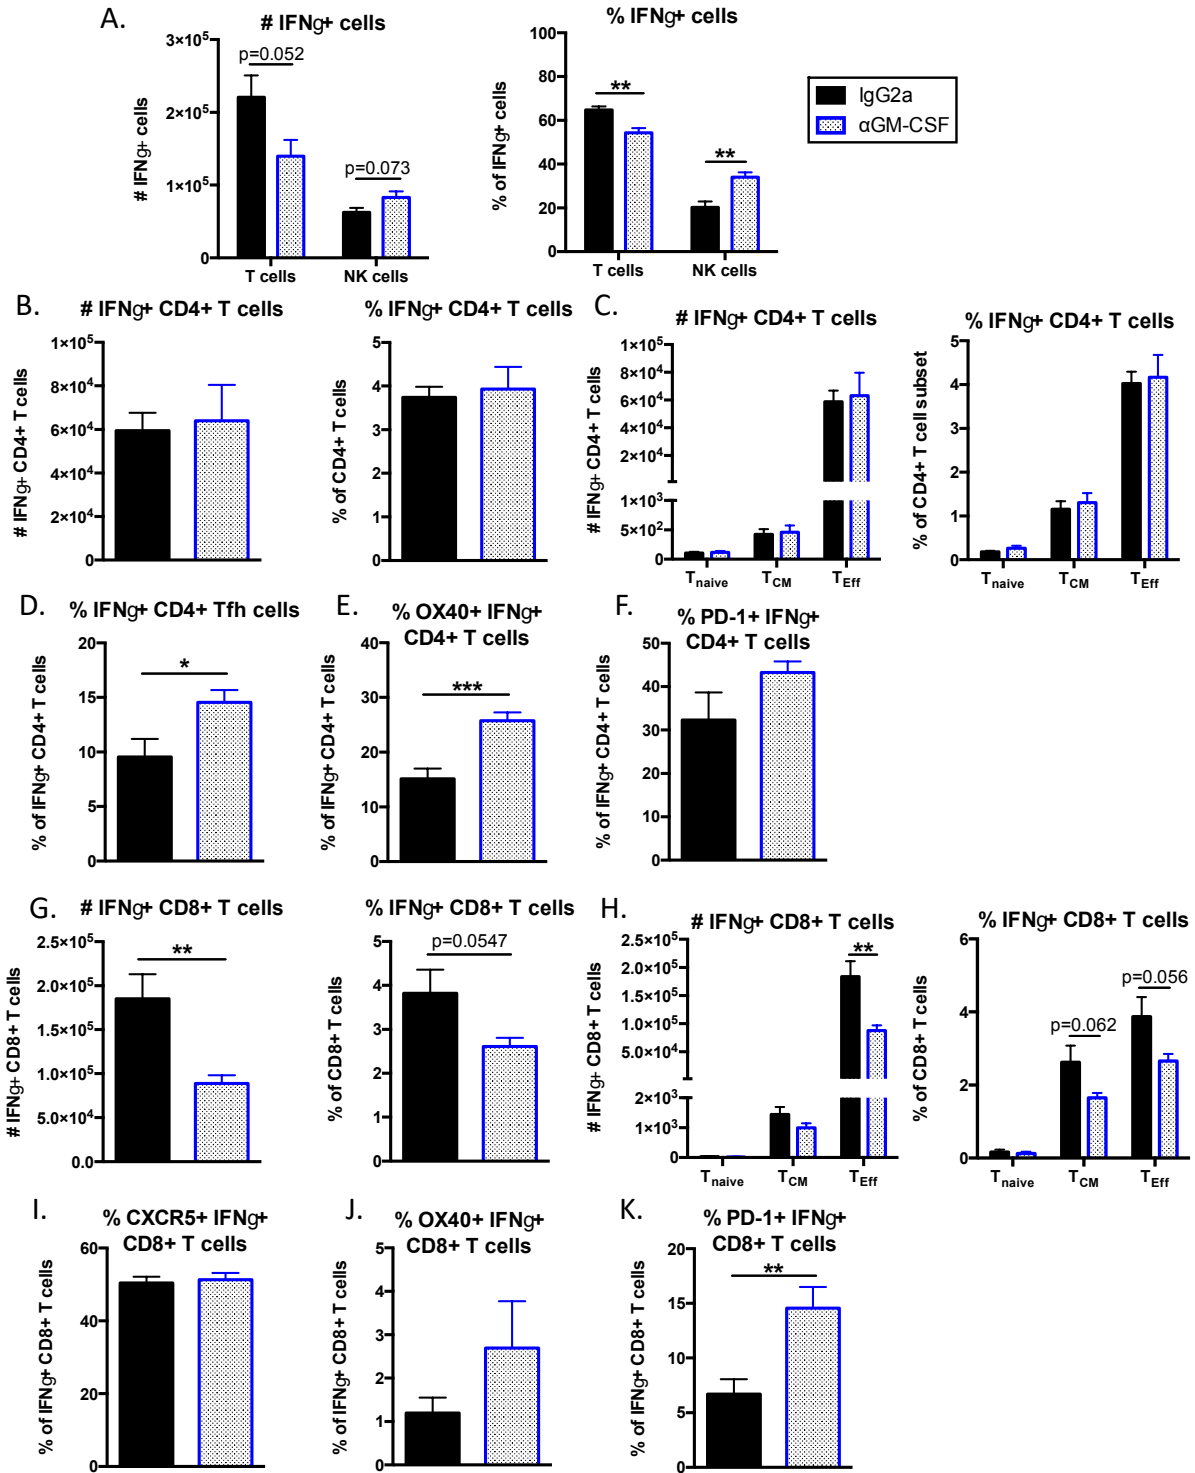 A.
# IFNg+ cells
# IFNg+ cells
3×10⁵
2×10⁵
1×10⁵
0
p=0.052
p=0.073
T cells
NK cells
% IFNg+ cells
% of IFNg+ cells
100
80
60
40
20
0
**
**
T cells
NK cells
IgG2a
αGM-CSF
B.
# IFNg+ CD4+ T cells
# IFNg+ CD4+ T cells
1×10⁵
8×10⁴
6×10⁴
4×10⁴
2×10⁴
0
% IFNg+ CD4+ T cells
% of CD4+ T cells
5
4
3
2
1
0
C.
# IFNg+ CD4+ T cells
# IFNg+ CD4+ T cells
1×10⁵
8×10⁴
6×10⁴
4×10⁴
2×10⁴
1×10³
5×10²
0
Tnaive
TCM
TEff
% IFNg+ CD4+ T cells
% of CD4+ T cell subset
5
4
3
2
1
0
Tnaive
TCM
TEff
D.
% IFNg+ CD4+ Tfh cells
% of IFNg+ CD4+ T cells
20
15
10
5
0
*
E.
% OX40+ IFNg+
CD4+ T cells
% of IFNg+ CD4+ T cells
40
30
20
10
0
***
F.
% PD-1+ IFNg+
CD4+ T cells
% of IFNg+ CD4+ T cells
50
40
30
20
10
0
G.
# IFNg+ CD8+ T cells
# IFNg+ CD8+ T cells
2.5×10⁵
2.0×10⁵
1.5×10⁵
1.0×10⁵
5.0×10⁴
0.0
**
% IFNg+ CD8+ T cells
% of CD8+ T cells
5
4
3
2
1
0
p=0.0547
H.
# IFNg+ CD8+ T cells
# IFNg+ CD8+ T cells
2.5×10⁵
2.0×10⁵
1.5×10⁵
1.0×10⁵
5.0×10⁴
2×10³
1×10³
0
**
Tnaive
TCM
TEff
% IFNg+ CD8+ T cells
% of CD8+ T cells
6
4
2
0
p=0.062
p=0.056
Tnaive
TCM
TEff
I.
% CXCR5+ IFNg+
CD8+ T cells
% of IFNg+ CD8+ T cells
60
40
20
0
J.
% OX40+ IFNg+
CD8+ T cells
% of IFNg+ CD8+ T cells
5
4
3
2
1
0
K.
% PD-1+ IFNg+
CD8+ T cells
% of IFNg+ CD8+ T cells
20
15
10
5
0
**